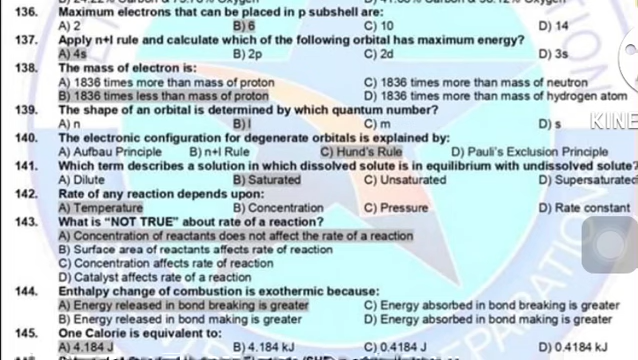 136. Maximum electrons that can be placed in p subshell are:
A) 2 B) 6 C) 10 D) 14
137. Apply n+l rule and calculate which of the following orbital has maximum energy?
A) 4s B) 2p C) 2d D) 3s
138. The mass of electron is:
A) 1836 times more than mass of proton C) 1836 times more than mass of neutron
B) 1836 times less than mass of proton D) 1836 times more than mass of hydrogen atom
139. The shape of an orbital is determined by which quantum number?
A) n B) l C) m D) s
KINE
140. The electronic configuration for degenerate orbitals is explained by:
A) Aufbau Principle B) n+l Rule C) Hund's Rule D) Pauli's Exclusion Principle
141. Which term describes a solution in which dissolved solute is in equilibrium with undissolved solute?
A) Dilute B) Saturated C) Unsaturated D) Supersaturated
142. Rate of any reaction depends upon:
A) Temperature B) Concentration C) Pressure D) Rate constant
143. What is "NOT TRUE" about rate of a reaction?
A) Concentration of reactants does not affect the rate of a reaction
B) Surface area of reactants affects rate of reaction
C) Concentration affects rate of reaction
D) Catalyst affects rate of a reaction
144. Enthalpy change of combustion is exothermic because:
A) Energy released in bond breaking is greater C) Energy absorbed in bond breaking is greater
B) Energy released in bond making is greater D) Energy absorbed in bond making is greater
145. One Calorie is equivalent to:
A) 4.184 J B) 4.184 kJ C) 0.4184 J D) 0.4184 kJ